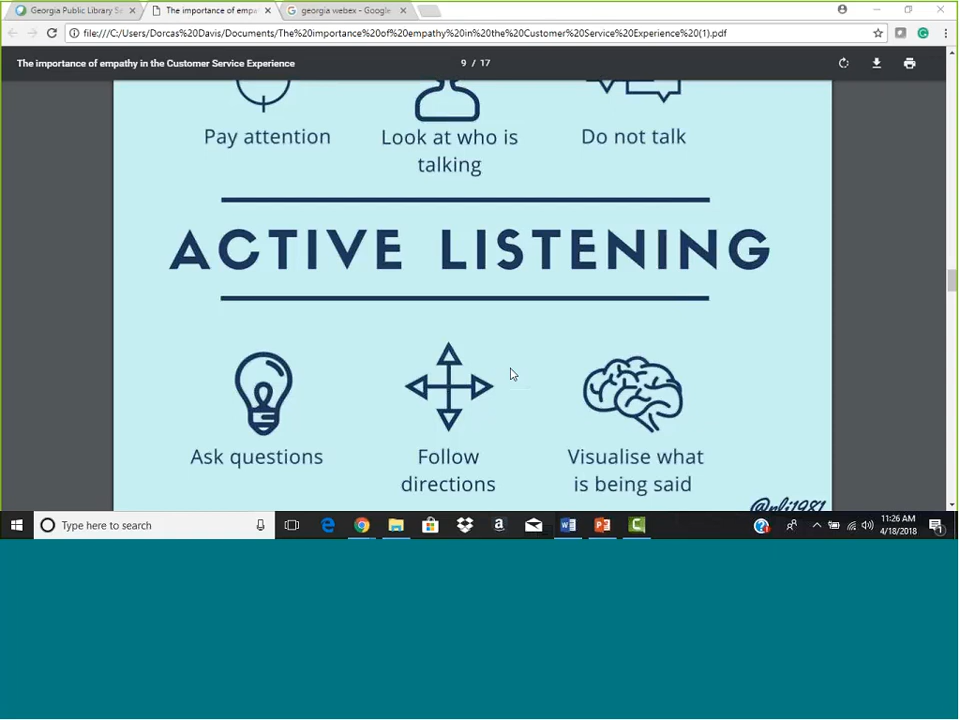 Georgia Public Library Se
The importance of emp
georgia webex - Google
file:///C:/Users/Dorcas%20Davis/Documents/The%20importance%20of%20empathy%20in%20the%20Customer%20Service%20Experience%20(1).pdf
The importance of empathy in the Customer Service Experience
9 / 17
Pay attention
Look at who is
talking
Do not talk
ACTIVE LISTENING
Ask questions
Follow
directions
Visualise what
is being said
Type here to search
11:26 AM
4/18/2018